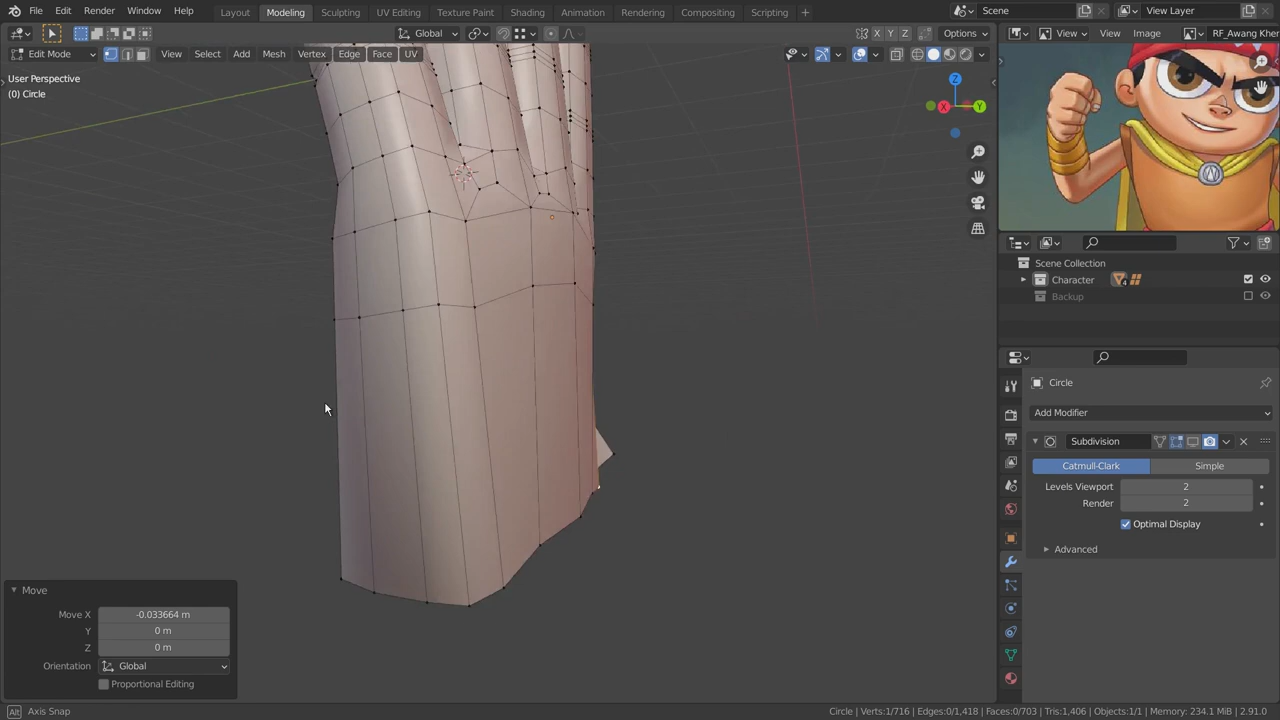 File Edit Render Window Help Layout Modeling Sculpting UV Editing Texture Paint Shading Animation Rendering Compositing Scripting + Scene View Layer
Global X Y Z Options View View Image RF_Awang Kher
Edit Mode View Select Add Mesh Vertex Edge Face UV
User Perspective
(0) Circle
Z
X Y
Scene Collection
Character 4
Backup
Circle
Add Modifier
Subdivision
Catmull-Clark Simple
Levels Viewport 2
Render 2
Optimal Display
Advanced
Move
Move X -0.033664 m
Y 0 m
Z 0 m
Orientation Global
Proportional Editing
Alt Axis Snap
Circle | Verts:1/716 | Edges:0/1,418 | Faces:0/703 | Tris:1,406 | Objects:1/1 | Memory: 234.1 MiB | 2.91.0